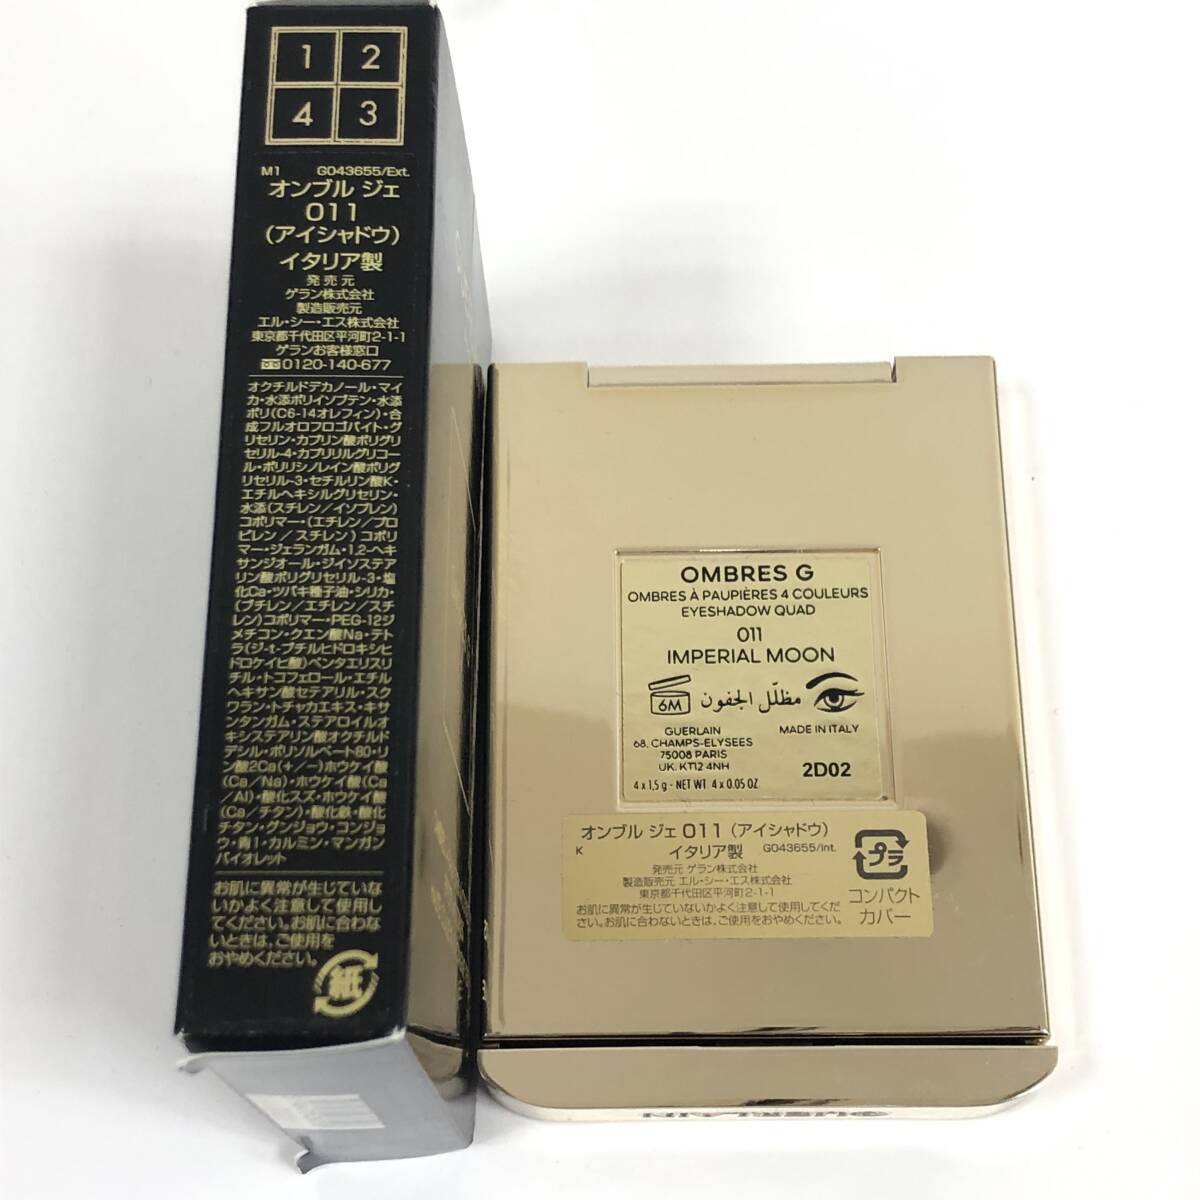 1 2
4 3
M1 G043655/Ext.
オンブル ジェ
011
(アイシャドウ)
イタリア製
発売元
ゲラン株式会社
製造販売元
エル・シー・エス株式会社
東京都千代田区平河町2-1-1
ゲランお客様窓口
0120-140-677
オクチルドデカノール・マイ
カ・水添ポリイソブテン・水添
ポリ(C6-14オレフィン)・合
成フルオロフロゴパイト・グ
リセリン・カプリン酸ポリグリ
セリル-4・カプリリルグリコー
ル・ポリリシノレイン酸ポリグ
リセリル-3・セチルリン酸K・
エチルヘキシルグリセリン・
水添(スチレン/イソプレン)
コポリマー・(エチレン/プロ
ピレン/スチレン)コポリ
マー・ジェランガム・1,2-ヘキ
サンジオール・ジイソステア
リン酸ポリグリセリル-3・塩
化Ca・ツバキ種子油・シリカ・
(ブチレン/エチレン/スチ
レン)コポリマー・PEG-12ジ
メチコン・クエン酸Na・テト
ラ(ジ-t-ブチルヒドロキシヒ
ドロケイヒ酸)ペンタエリスリ
チル・トコフェロール・エチル
ヘキサン酸セテアリル・スク
ワラン・トチャカエキス・キサ
ンタンガム・ステアロイルオ
キシステアリン酸オクチルド
デシル・ポリソルベート80・リ
ン酸2Ca(+/-)ホウケイ酸
(Ca/Na)・ホウケイ酸(Ca
/Al)・酸化スズ・ホウケイ酸
(Ca/チタン)・酸化鉄・酸化
チタン・グンジョウ・コンジョ
ウ・青1・カルミン・マンガン
バイオレット
お肌に異常が生じていな
いかよく注意して使用し
てください。お肌に合わな
いときは、ご使用を
おやめください。
紙
OMBRES G
OMBRES À PAUPIÈRES 4 COULEURS
EYESHADOW QUAD
011
IMPERIAL MOON
6M مظلّل الجفون
GUERLAIN
68, CHAMPS-ELYSEES
75008 PARIS
UK. KT12 4NH
MADE IN ITALY
2D02
4 x 1,5 g - NET WT. 4 x 0.05 OZ
オンブル ジェ 011 (アイシャドウ)
K イタリア製 G043655/Int.
発売元 ゲラン株式会社
製造販売元 エル・シー・エス株式会社
東京都千代田区平河町2-1-1
お肌に異常が生じていないかよく注意して使用してくだ
さい。お肌に合わないときは、ご使用をおやめください。
プラ
コンパクト
カバー
GUERLAIN